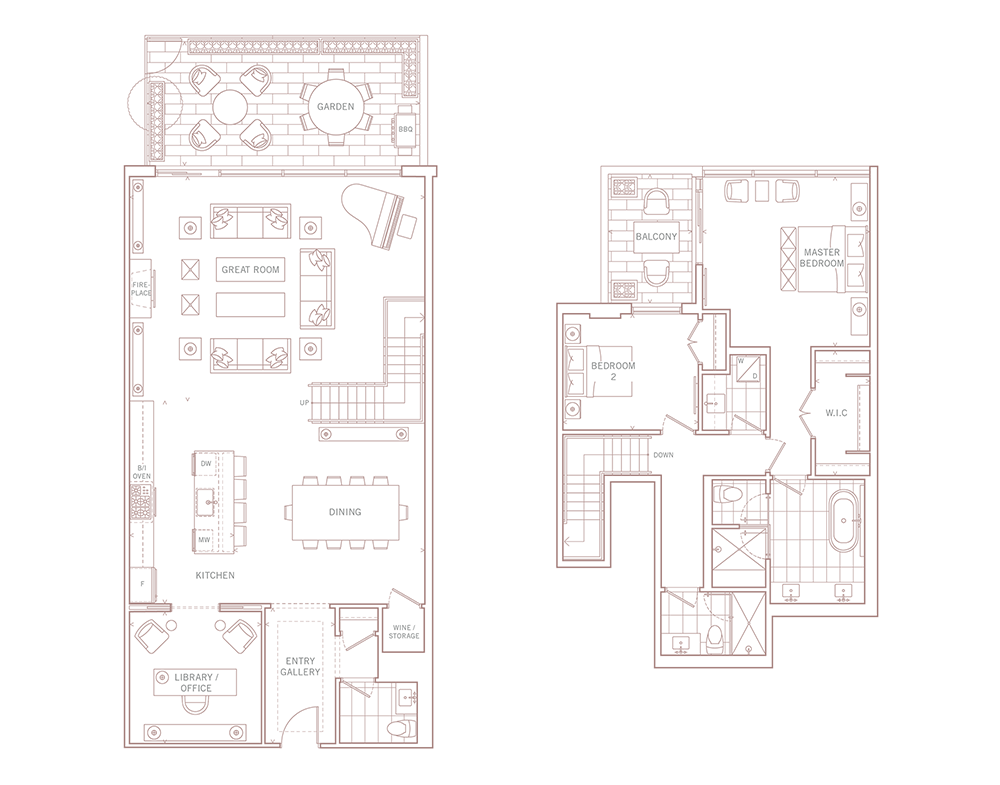 GARDEN
BBQ
GREAT ROOM
FIRE-
PLACE
UP
B/I
OVEN
DW
MW
DINING
F
KITCHEN
WINE /
STORAGE
ENTRY
GALLERY
LIBRARY /
OFFICE
BALCONY
MASTER
BEDROOM
BEDROOM
2
W
D
W.I.C
DOWN